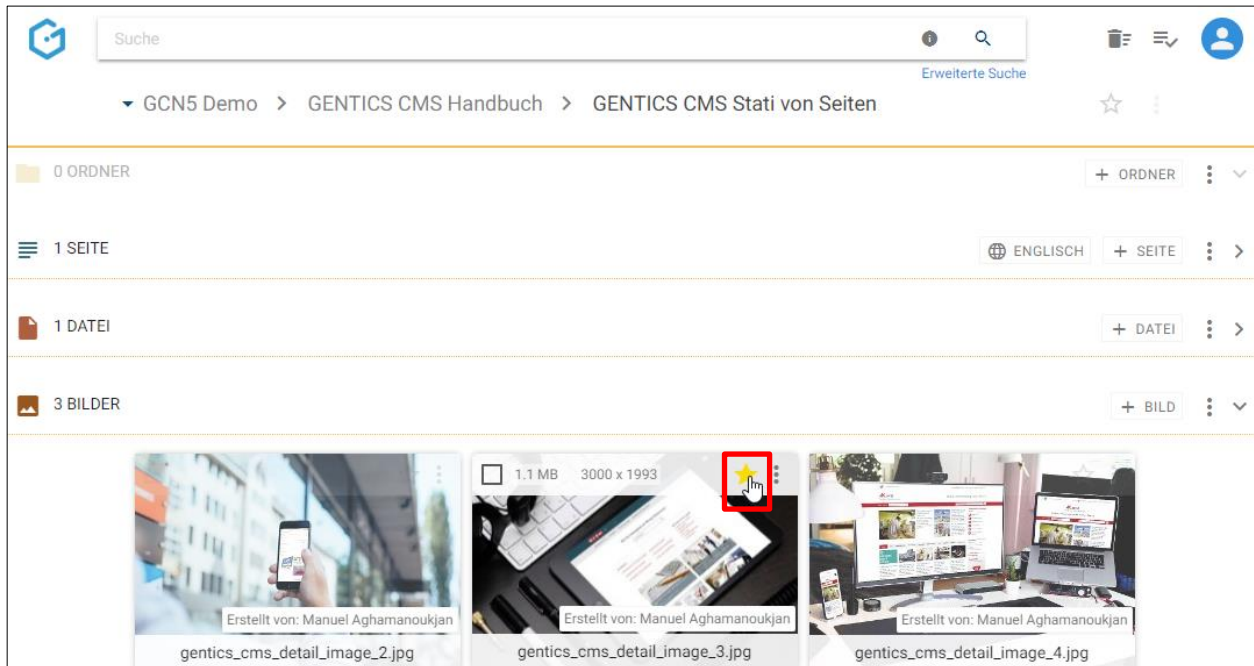 Suche
Erweiterte Suche
GCN5 Demo > GENTICS CMS Handbuch > GENTICS CMS Stati von Seiten
0 ORDNER
+ ORDNER
1 SEITE
ENGLISCH
+ SEITE
1 DATEI
+ DATEI
3 BILDER
+ BILD
1.1 MB 3000 x 1993
Erstellt von: Manuel Aghamanoukjan
Erstellt von: Manuel Aghamanoukjan
Erstellt von: Manuel Aghamanoukjan
gentics_cms_detail_image_2.jpg
gentics_cms_detail_image_3.jpg
gentics_cms_detail_image_4.jpg